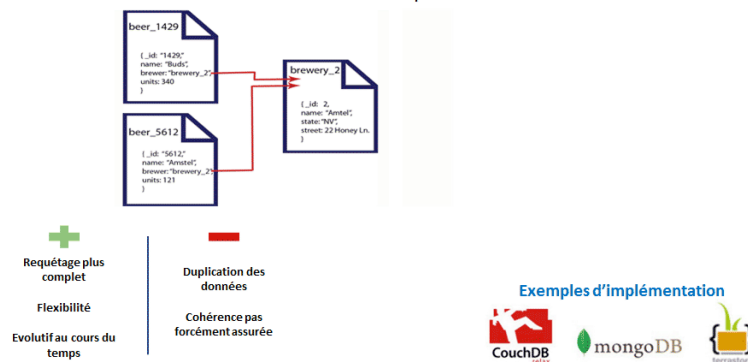 beer_1429
{ _id: "1429,"
name: "Buds",
brewer: "brewery_2",
units: 340
}
brewery_2
{ _id: 2,
name: "Amtel",
state: "NV",
street: 22 Honey Ln.
}
beer_5612
{ _id: "5612,"
name: "Amstel",
brewer: "brewery_2",
units: 121
}
Requêtage plus
complet
Flexibilité
Evolutif au cours du
temps
Duplication des
données
Cohérence pas
forcément assurée
Exemples d'implémentation
CouchDB
relax
mongoDB